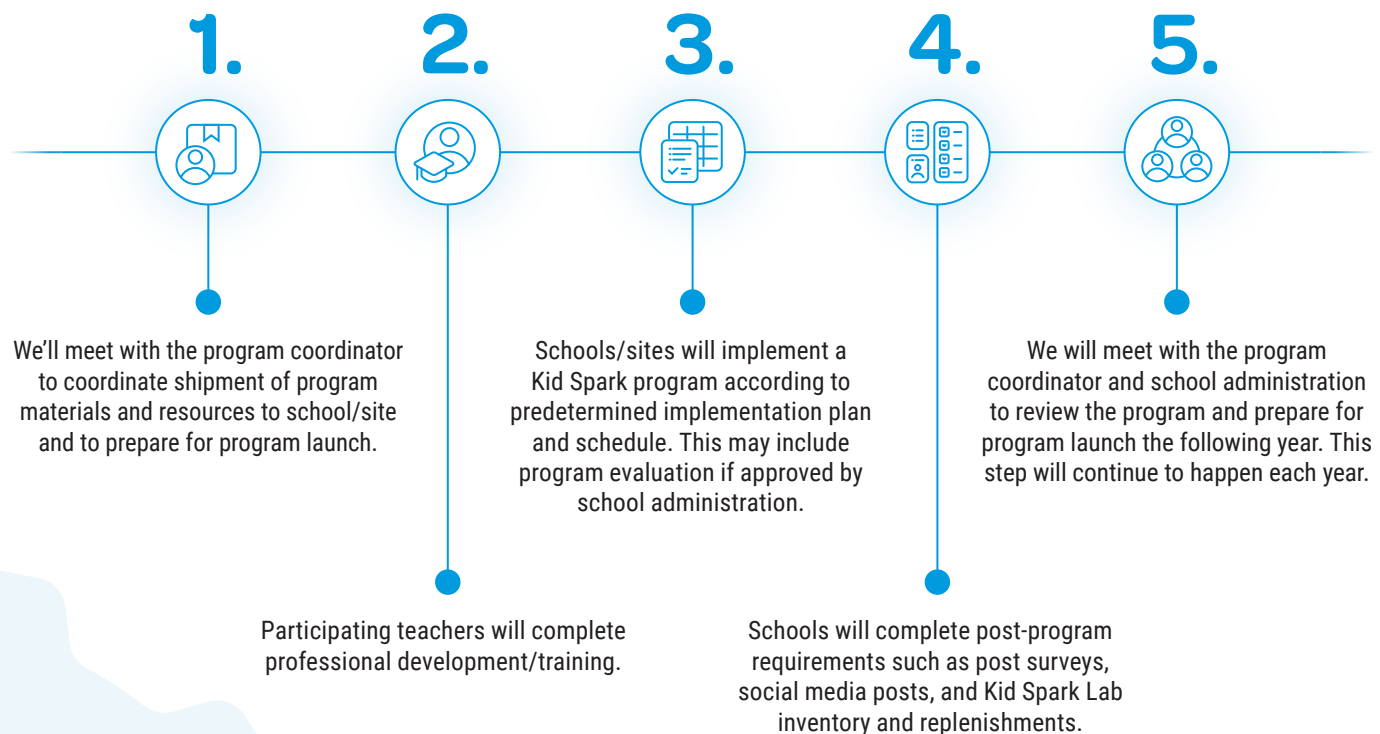 1.
2.
3.
4.
5.
We’ll meet with the program coordinator
to coordinate shipment of program
materials and resources to school/site
and to prepare for program launch.
Participating teachers will complete
professional development/training.
Schools/sites will implement a
Kid Spark program according to
predetermined implementation plan
and schedule. This may include
program evaluation if approved by
school administration.
Schools will complete post-program
requirements such as post surveys,
social media posts, and Kid Spark Lab
inventory and replenishments.
We will meet with the program
coordinator and school administration
to review the program and prepare for
program launch the following year. This
step will continue to happen each year.